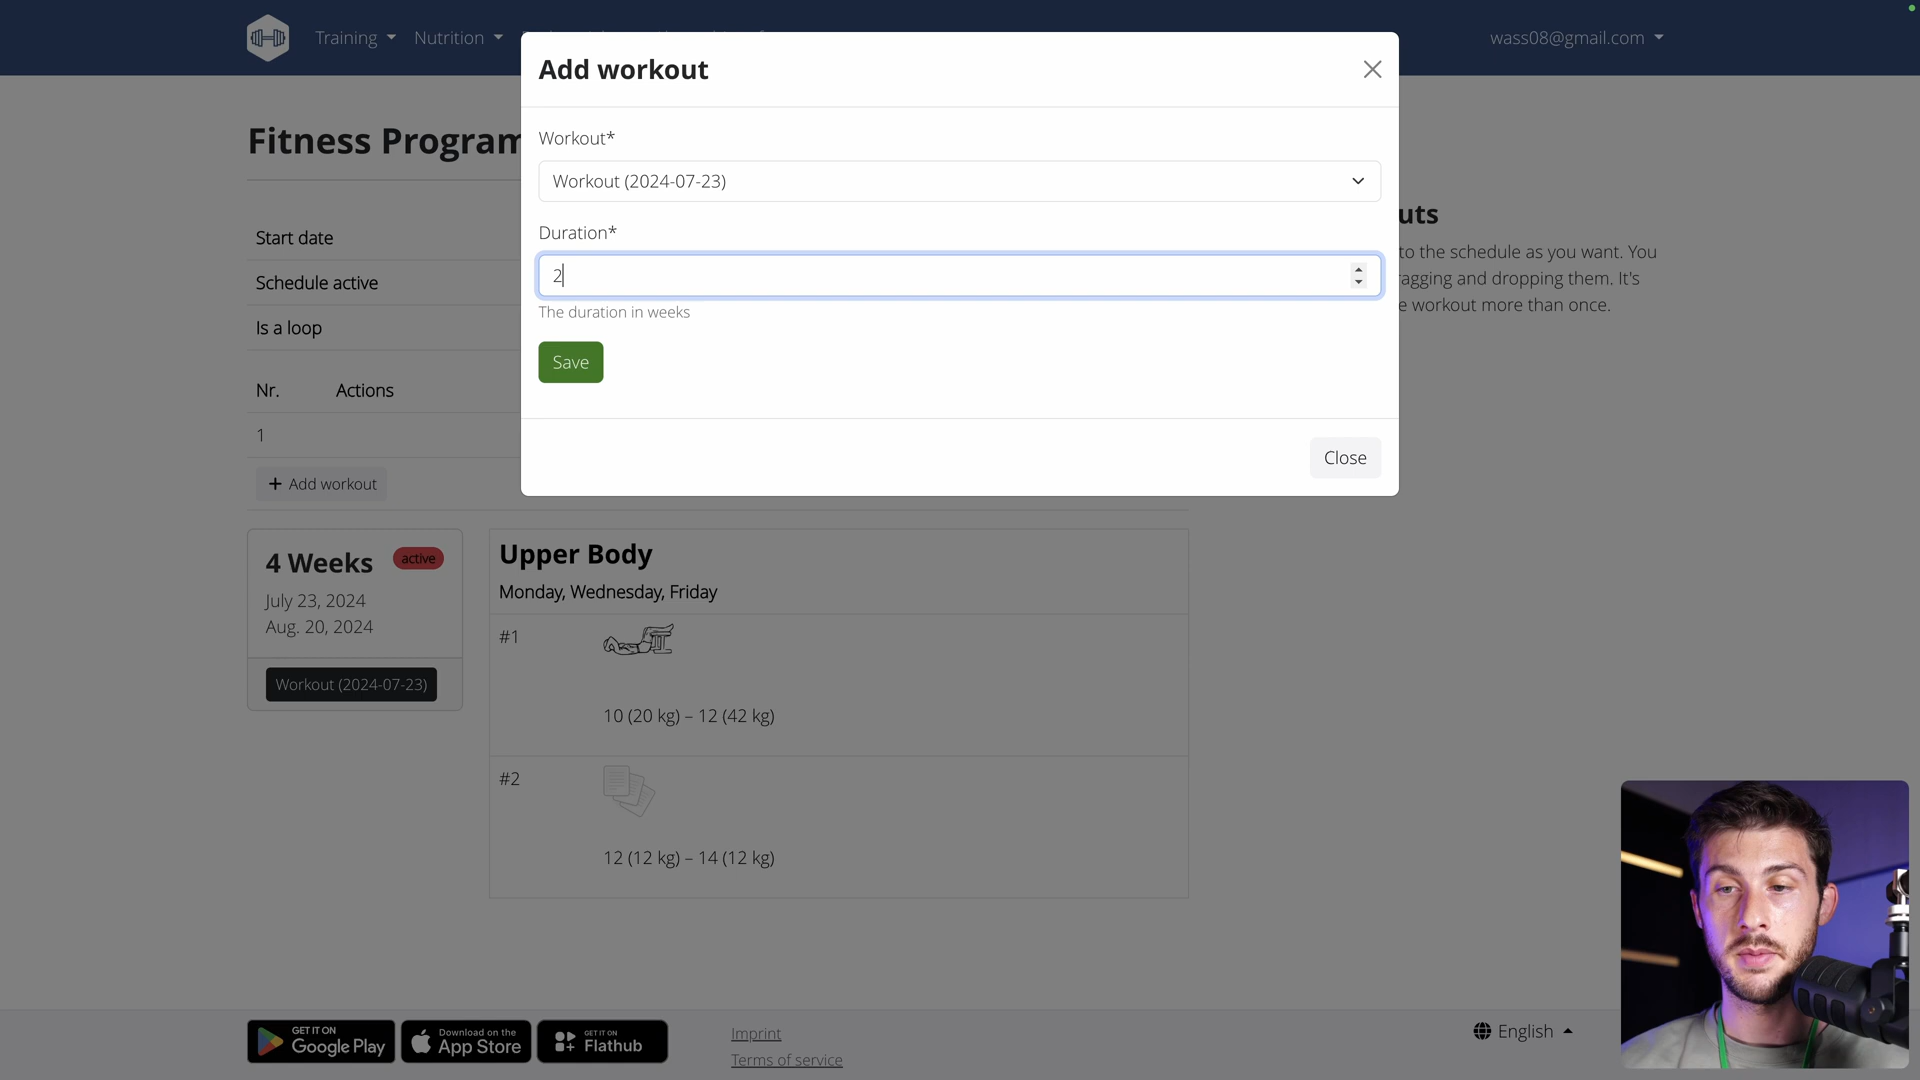 Training
Nutrition
wass08@gmail.com
Add workout
Workout*
Workout (2024-07-23)
Duration*
2
The duration in weeks
Save
Close
Fitness Program
Start date
Schedule active
Is a loop
Nr. Actions
1
+ Add workout
uts
to the schedule as you want. You
ragging and dropping them. It's
e workout more than once.
4 Weeks active
July 23, 2024
Aug. 20, 2024
Workout (2024-07-23)
Upper Body
Monday, Wednesday, Friday
#1
10 (20 kg) – 12 (42 kg)
#2
12 (12 kg) – 14 (12 kg)
GET IT ON
Google Play
Download on the
App Store
GET IT ON
Flathub
Imprint
Terms of service
English